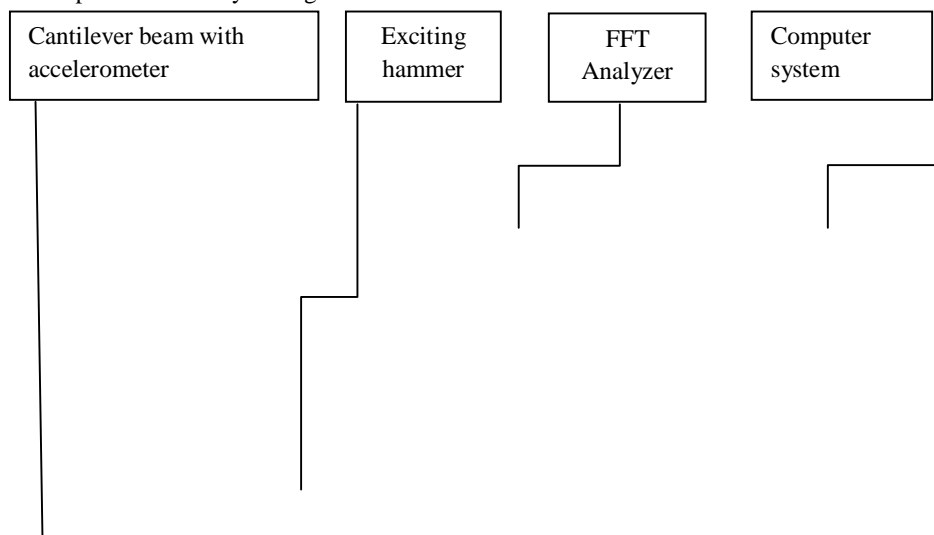 Cantilever beam with
accelerometer
Exciting
hammer
FFT
Analyzer
Computer
system